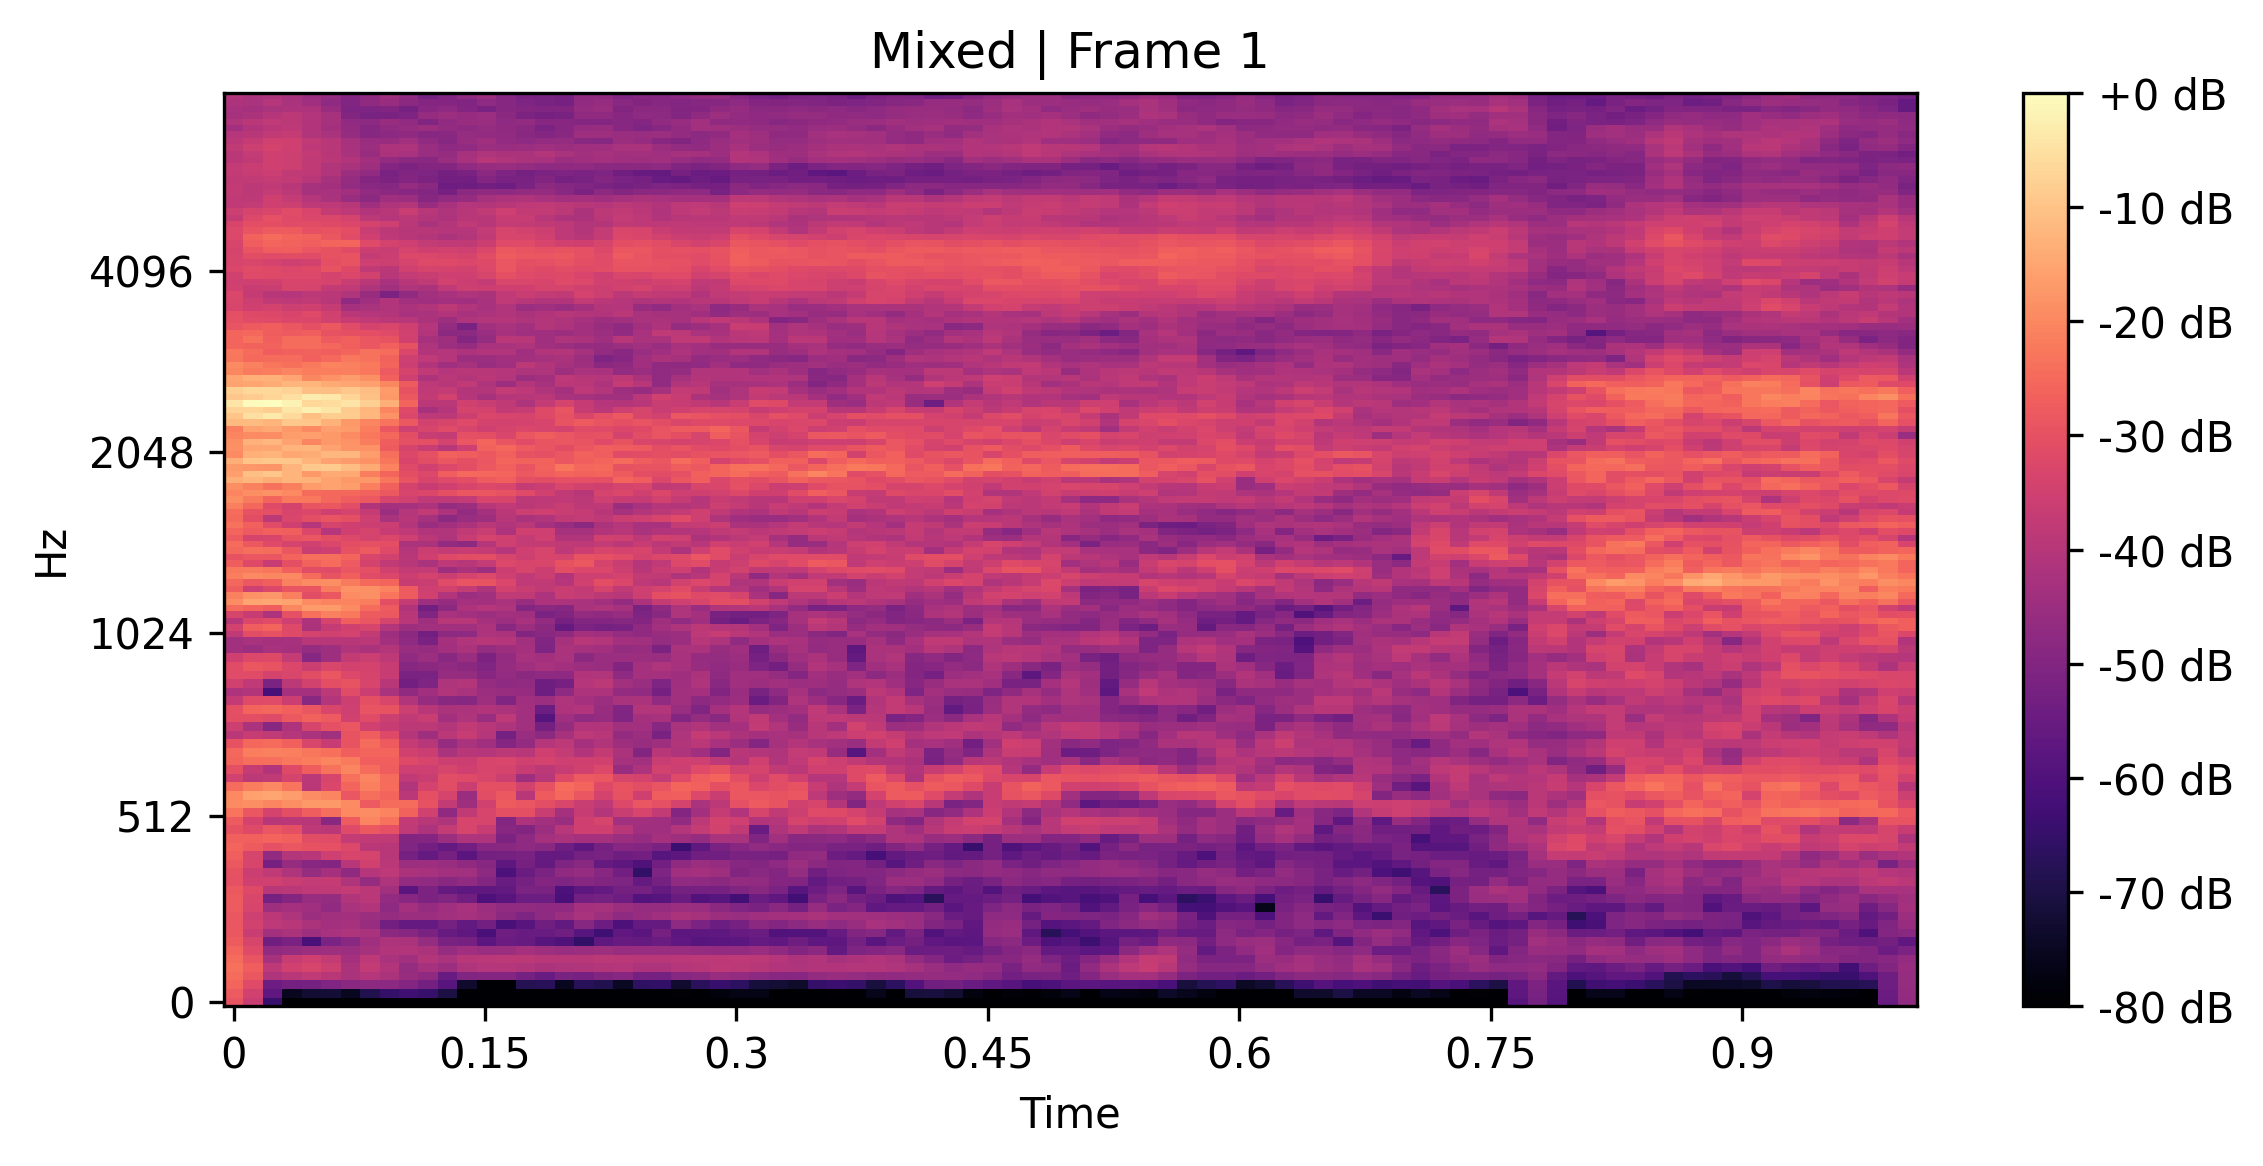 Mixed | Frame 1
Hz
4096
2048
1024
512
0
0 0.15 0.3 0.45 0.6 0.75 0.9
Time
+0 dB
-10 dB
-20 dB
-30 dB
-40 dB
-50 dB
-60 dB
-70 dB
-80 dB